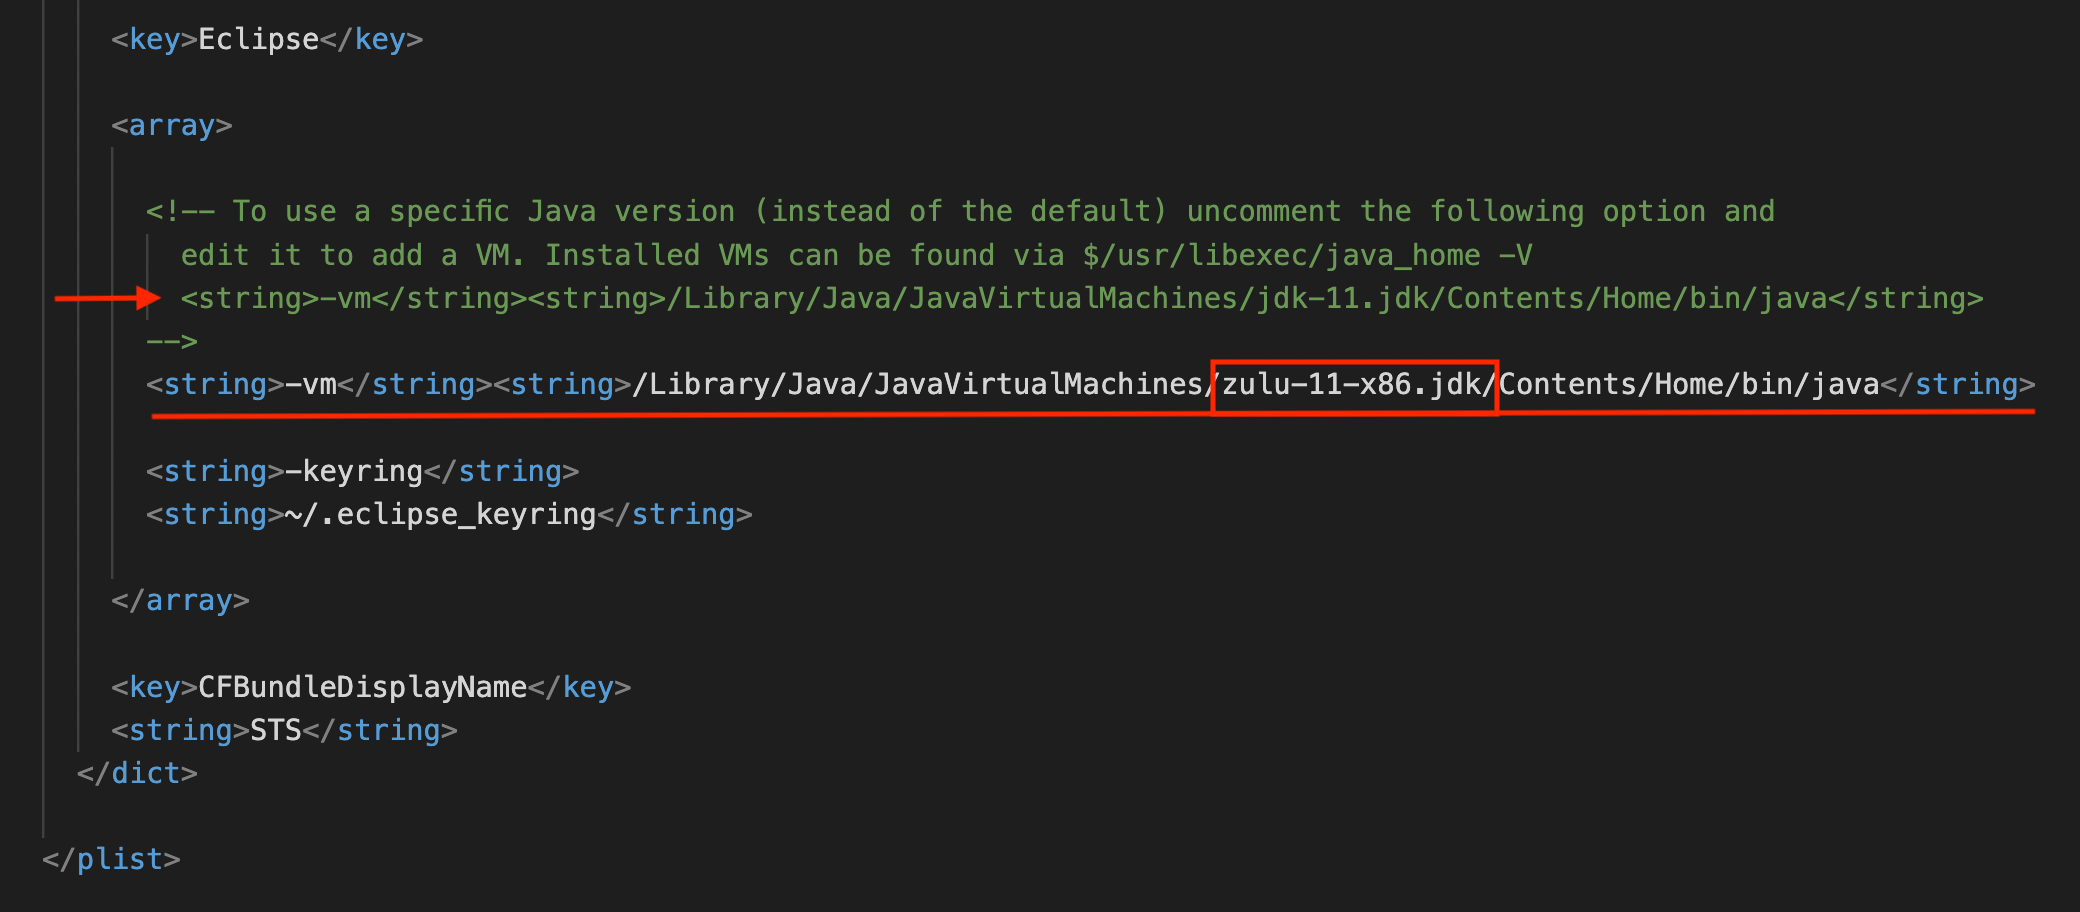 <key>Eclipse</key>
<array>
<!-- To use a specific Java version (instead of the default) uncomment the following option and
edit it to add a VM. Installed VMs can be found via $/usr/libexec/java_home -V
<string>-vm</string><string>/Library/Java/JavaVirtualMachines/jdk-11.jdk/Contents/Home/bin/java</string>
-->
<string>-vm</string><string>/Library/Java/JavaVirtualMachines/zulu-11-x86.jdk/Contents/Home/bin/java</string>
<string>-keyring</string>
<string>~/.eclipse_keyring</string>
</array>
<key>CFBundleDisplayName</key>
<string>STS</string>
</dict>
</plist>